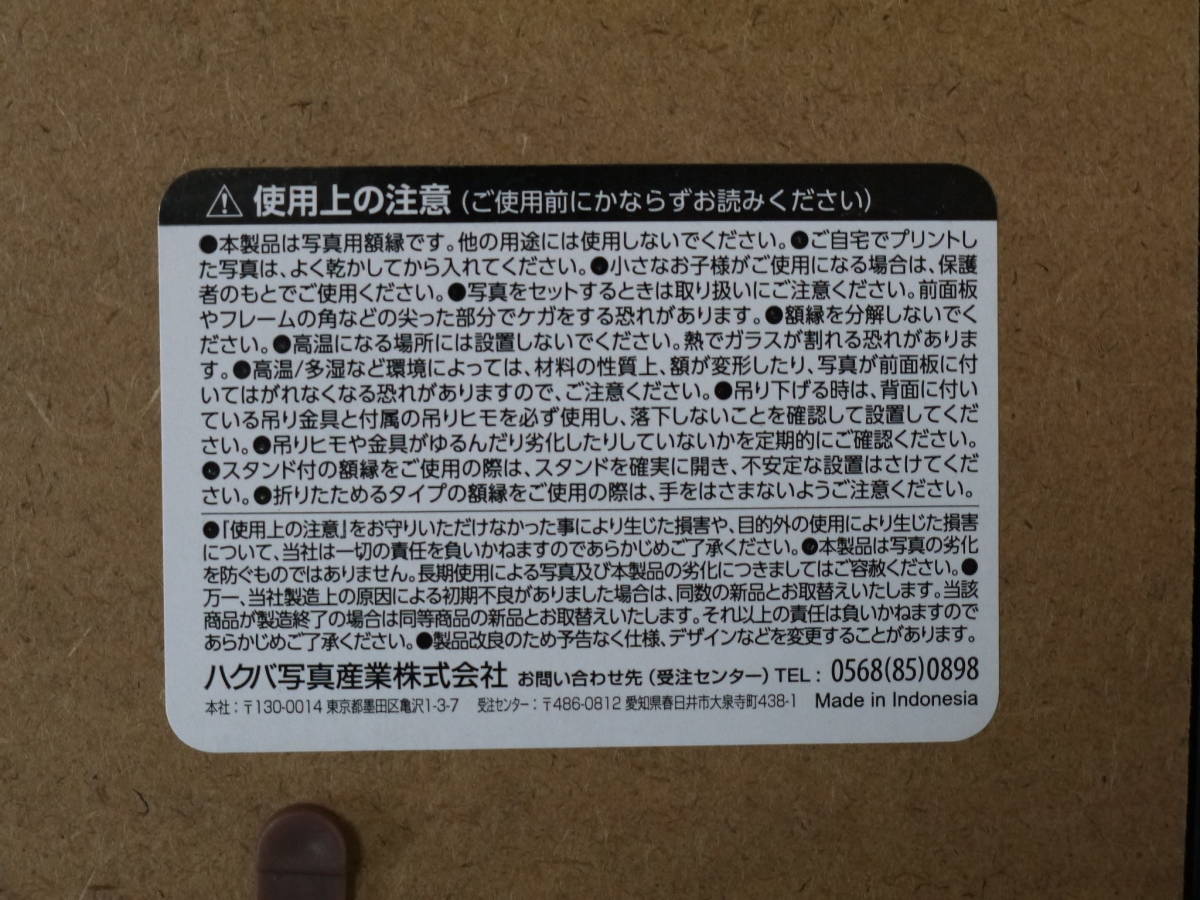 ⚠ 使用上の注意 (ご使用前にかならずお読みください)
●本製品は写真用額縁です。他の用途には使用しないでください。●ご自宅でプリントし
た写真は、よく乾かしてから入れてください。●小さなお子様がご使用になる場合は、保護
者のもとでご使用ください。●写真をセットするときは取り扱いにご注意ください。前面板
やフレームの角などの尖った部分でケガをする恐れがあります。●額縁を分解しないでく
ださい。●高温になる場所には設置しないでください。熱でガラスが割れる恐れがありま
す。●高温/多湿など環境によっては、材料の性質上、額が変形したり、写真が前面板に付
いてはがれなくなる恐れがありますので、ご注意ください。●吊り下げる時は、背面に付い
ている吊り金具と付属の吊りヒモを必ず使用し、落下しないことを確認して設置してくだ
さい。●吊りヒモや金具がゆるんだり劣化したりしていないかを定期的にご確認ください。
●スタンド付の額縁をご使用の際は、スタンドを確実に開き、不安定な設置はさけてくだ
さい。●折りたためるタイプの額縁をご使用の際は、手をはさまないようご注意ください。
●『使用上の注意』をお守りいただけなかった事により生じた損害や、目的外の使用により生じた損害
について、当社は一切の責任を負いかねますのであらかじめご了承ください。●本製品は写真の劣化
を防ぐものではありません。長期使用による写真及び本製品の劣化につきましてはご容赦ください。●
万一、当社製造上の原因による初期不良がありました場合は、同数の新品とお取替えいたします。当該
商品が製造終了の場合は同等商品の新品とお取替えいたします。それ以上の責任は負いかねますので
あらかじめご了承ください。●製品改良のため予告なく仕様、デザインなどを変更することがあります。
ハクバ写真産業株式会社 お問い合わせ先(受注センター) TEL：0568(85)0898
本社：〒130-0014 東京都墨田区亀沢1-3-7 受注センター：〒486-0812 愛知県春日井市大泉寺町438-1 Made in Indonesia